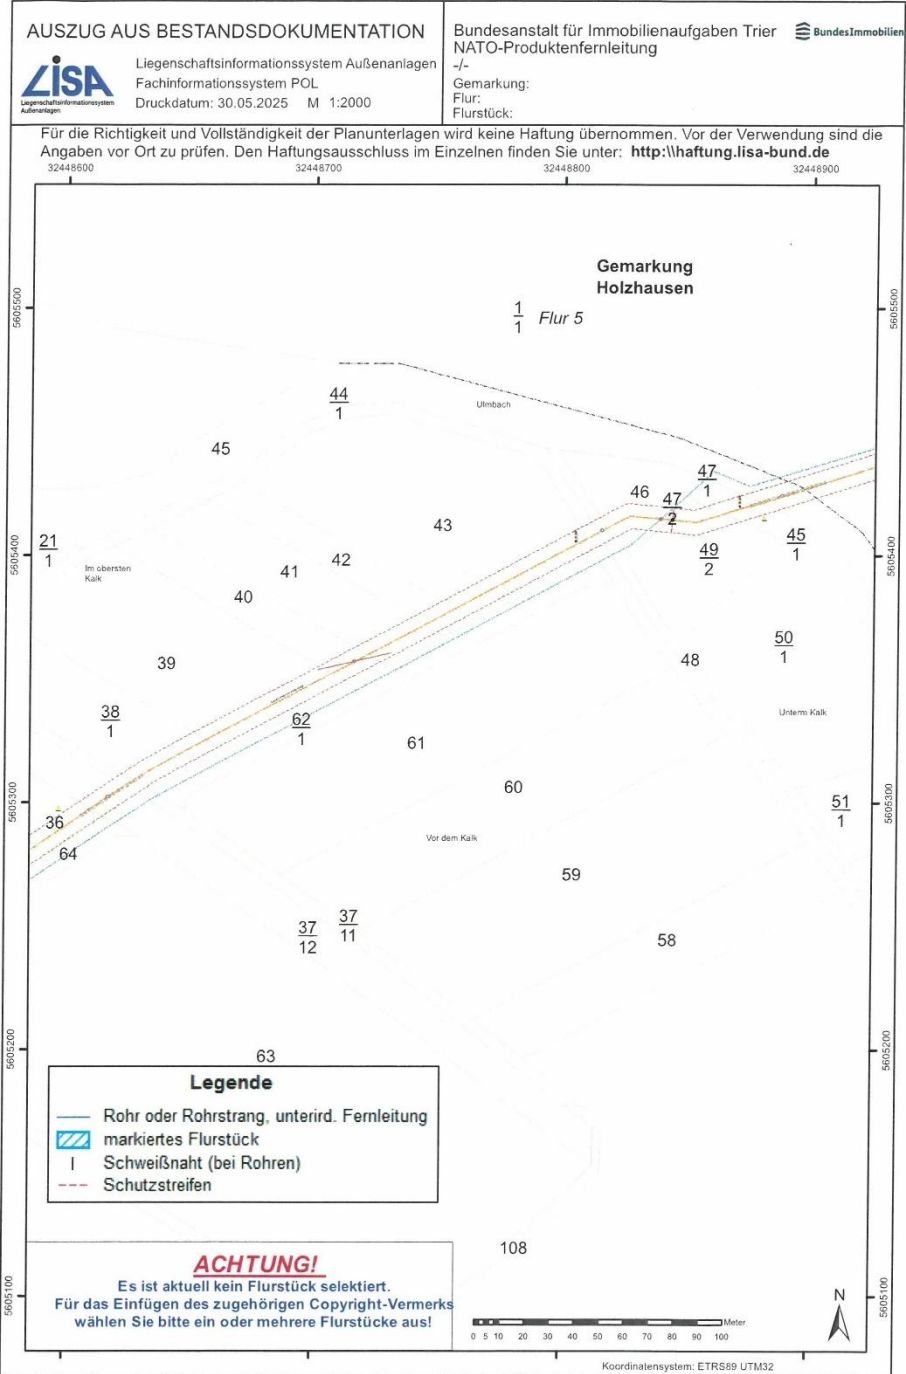 AUSZUG AUS BESTANDSDOKUMENTATION
LISA
Liegenschaftsinformationssystem
Außenanlagen
Liegenschaftsinformationssystem Außenanlagen
Fachinformationssystem POL
Druckdatum: 30.05.2025 M 1:2000
Bundesanstalt für Immobilienaufgaben Trier
NATO-Produktenfernleitung
-/-
Gemarkung:
Flur:
Flurstück:
BundesImmobilien
Für die Richtigkeit und Vollständigkeit der Planunterlagen wird keine Haftung übernommen. Vor der Verwendung sind die
Angaben vor Ort zu prüfen. Den Haftungsausschluss im Einzelnen finden Sie unter: http:\\haftung.lisa-bund.de
32448600 32448700 32448800 32448900
Gemarkung
Holzhausen
5605500 5605500
1
1
Flur 5
44
1
Ulmbach
45
47
1
46
47
2
43
21
1
45
1
49
2
5605400 5605400
42
41
Im obersten
Kalk
40
50
1
39
48
38
1
62
1
Unterm Kalk
61
60
5605300 5605300
51
1
36
Vor dem Kalk
64
59
37
12
37
11
58
5605200 5605200
63
Legende
Rohr oder Rohrstrang, unterird. Fernleitung
markiertes Flurstück
Schweißnaht (bei Rohren)
Schutzstreifen
108
ACHTUNG!
Es ist aktuell kein Flurstück selektiert.
Für das Einfügen des zugehörigen Copyright-Vermerks
wählen Sie bitte ein oder mehrere Flurstücke aus!
5605100 5605100
N
Meter
0 5 10 20 30 40 50 60 70 80 90 100
Koordinatensystem: ETRS89 UTM32